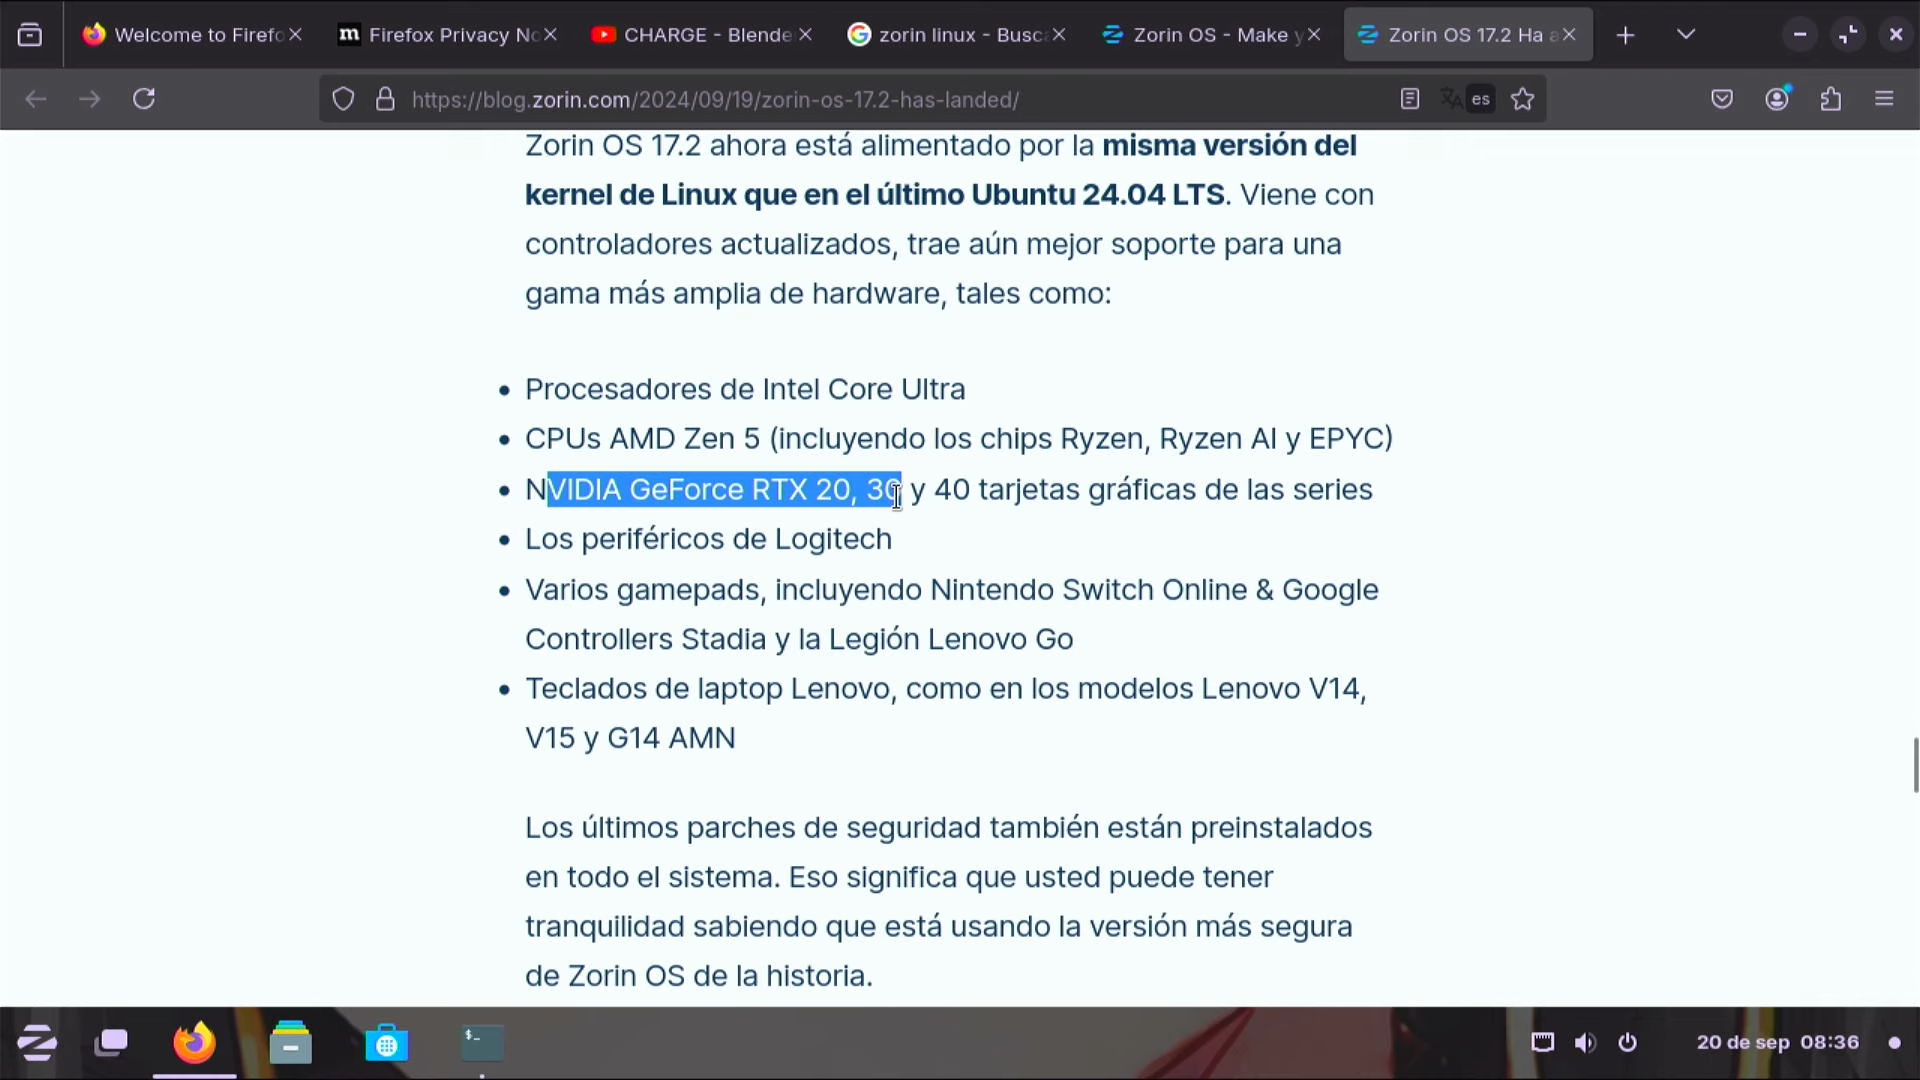 Welcome to Firefo
Firefox Privacy No
CHARGE - Blende
zorin linux - Busca
Zorin OS - Make y
Zorin OS 17.2 Ha a
https://blog.zorin.com/2024/09/19/zorin-os-17.2-has-landed/
es
Zorin OS 17.2 ahora está alimentado por la misma versión del
kernel de Linux que en el último Ubuntu 24.04 LTS. Viene con
controladores actualizados, trae aún mejor soporte para una
gama más amplia de hardware, tales como:
• Procesadores de Intel Core Ultra
• CPUs AMD Zen 5 (incluyendo los chips Ryzen, Ryzen AI y EPYC)
• NVIDIA GeForce RTX 20, 30 y 40 tarjetas gráficas de las series
• Los periféricos de Logitech
• Varios gamepads, incluyendo Nintendo Switch Online & Google
Controllers Stadia y la Legión Lenovo Go
• Teclados de laptop Lenovo, como en los modelos Lenovo V14,
V15 y G14 AMN
Los últimos parches de seguridad también están preinstalados
en todo el sistema. Eso significa que usted puede tener
tranquilidad sabiendo que está usando la versión más segura
de Zorin OS de la historia.
20 de sep 08:36